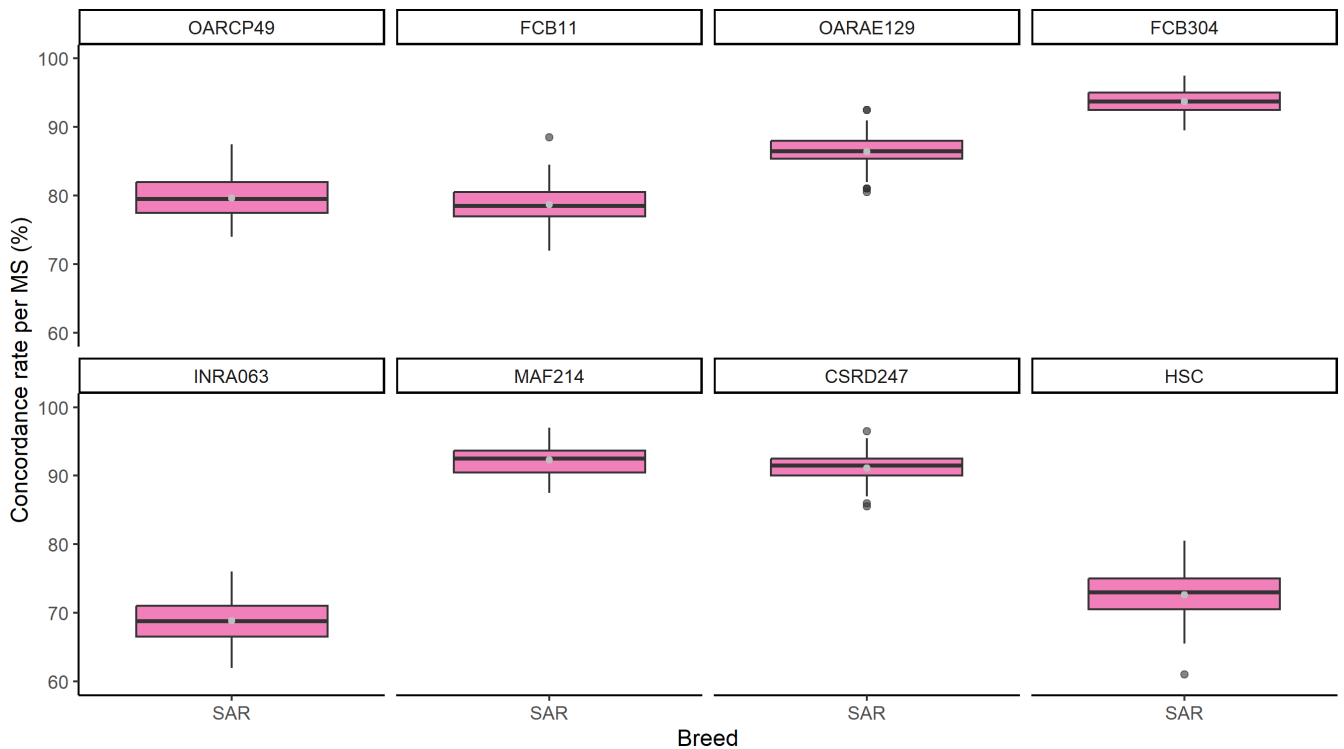 OARCP49 FCB11 OARAE129 FCB304
100
90
80
70
60
Concordance rate per MS (%)
INRA063 MAF214 CSRD247 HSC
100
90
80
70
60
SAR SAR SAR SAR
Breed